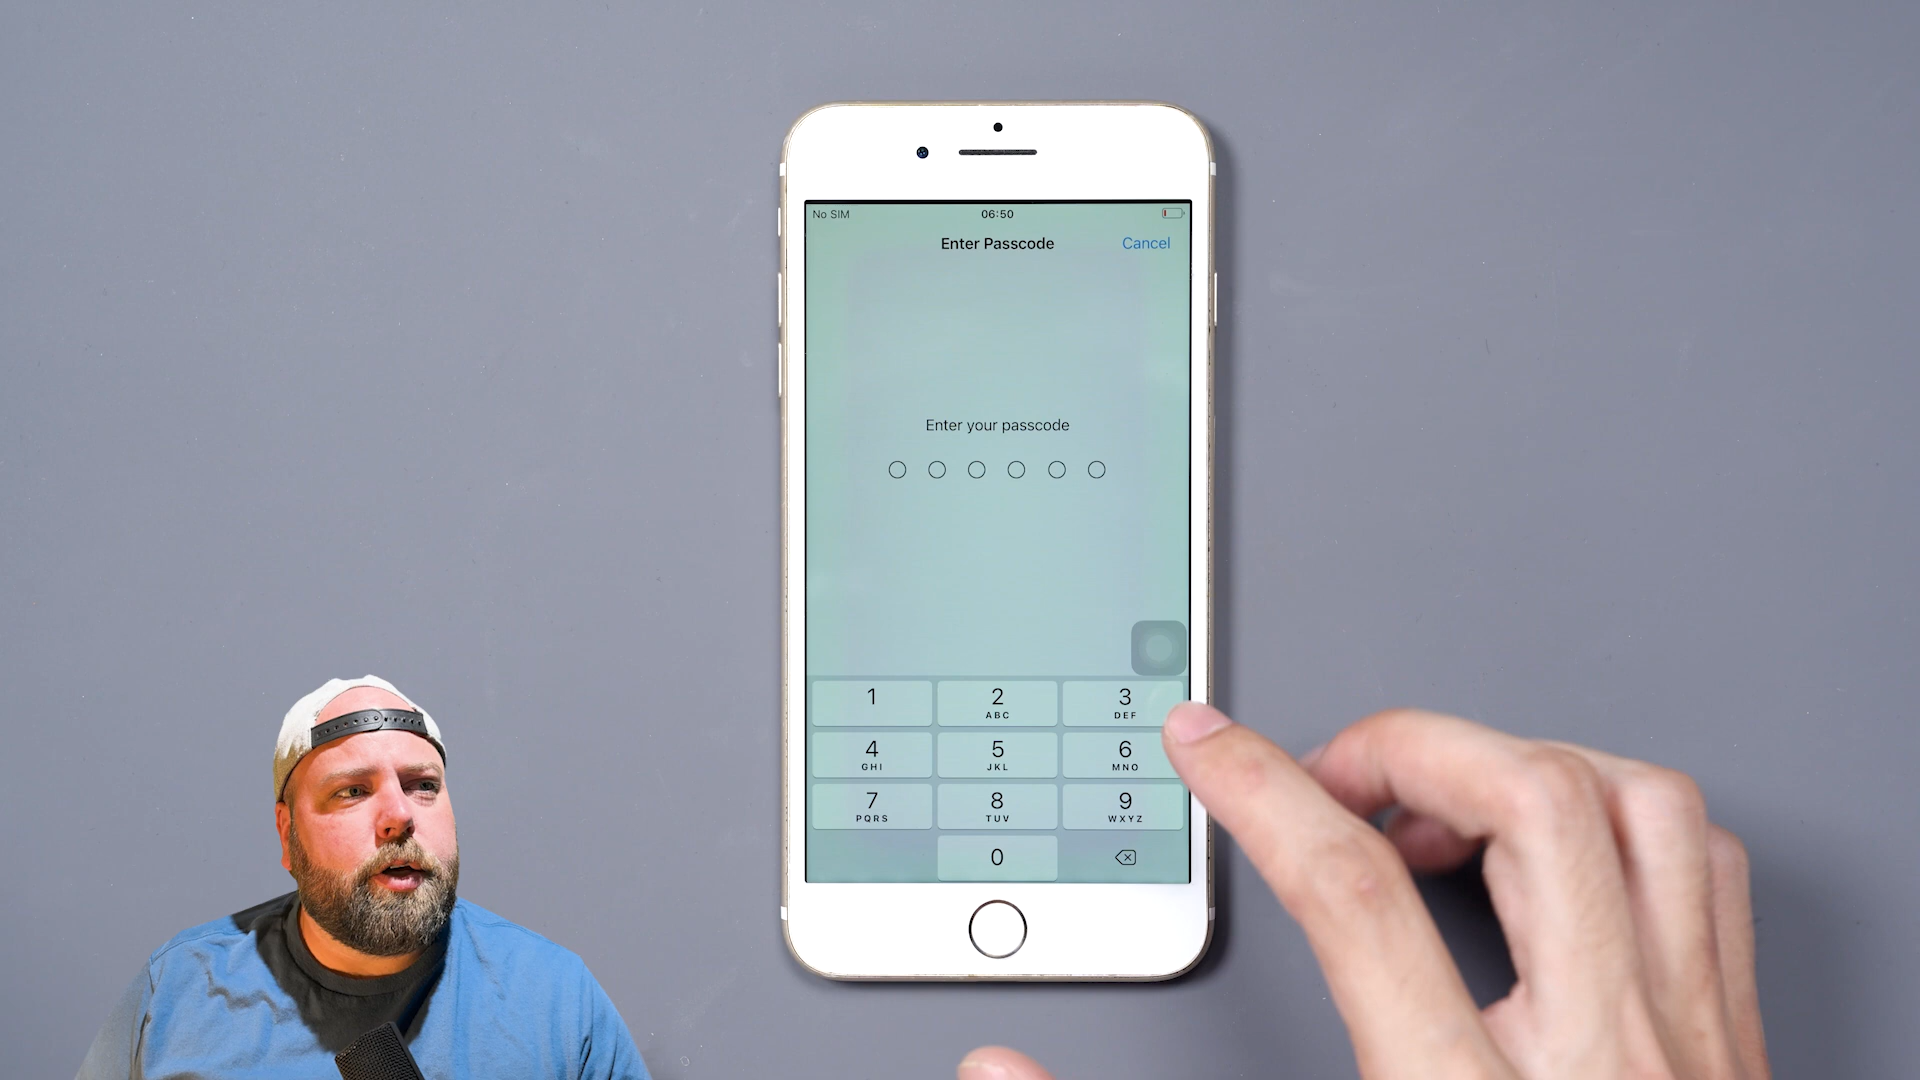 No SIM 06:50
Enter Passcode Cancel
Enter your passcode
1 2 3
ABC DEF
4 5 6
GHI JKL MNO
7 8 9
PQRS TUV WXYZ
0